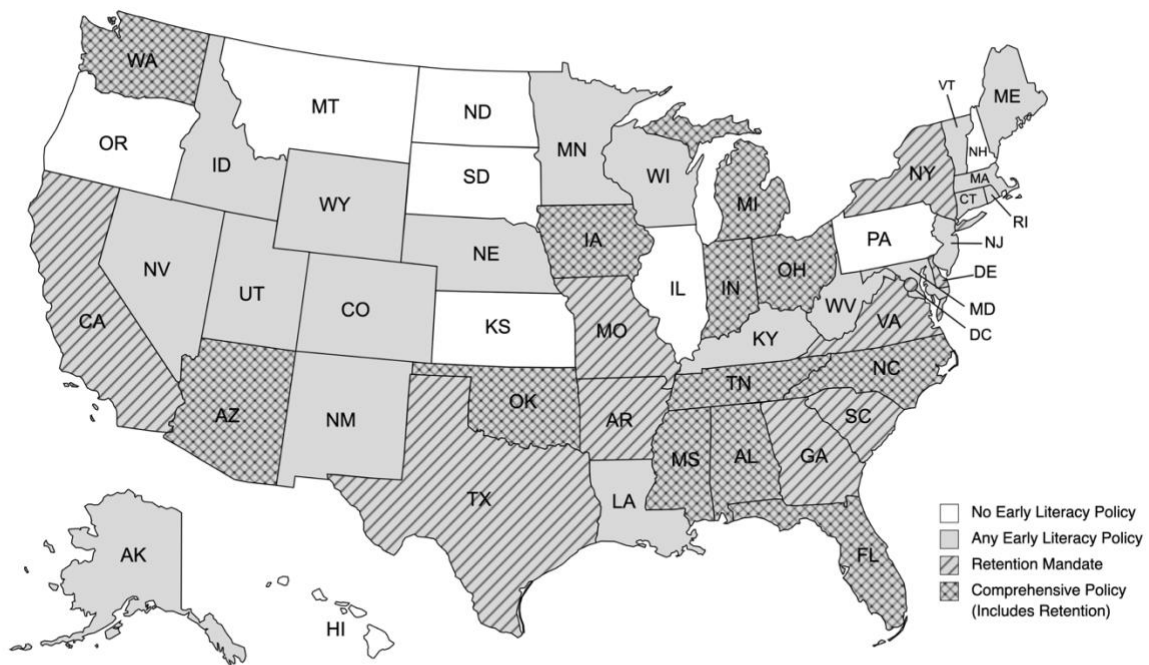 WA
MT
ND
VT
ME
OR
MN
ID
SD
WI
NH
NY
MA
WY
MI
CT
RI
IA
PA
NE
NJ
NV
OH
DE
UT
IL
IN
CO
WV
MD
CA
KS
MO
VA
KY
DC
NC
TN
OK
AZ
AR
NM
SC
MS
AL
GA
TX
LA
No Early Literacy Policy
Any Early Literacy Policy
AK
FL
Retention Mandate
Comprehensive Policy
(Includes Retention)
HI